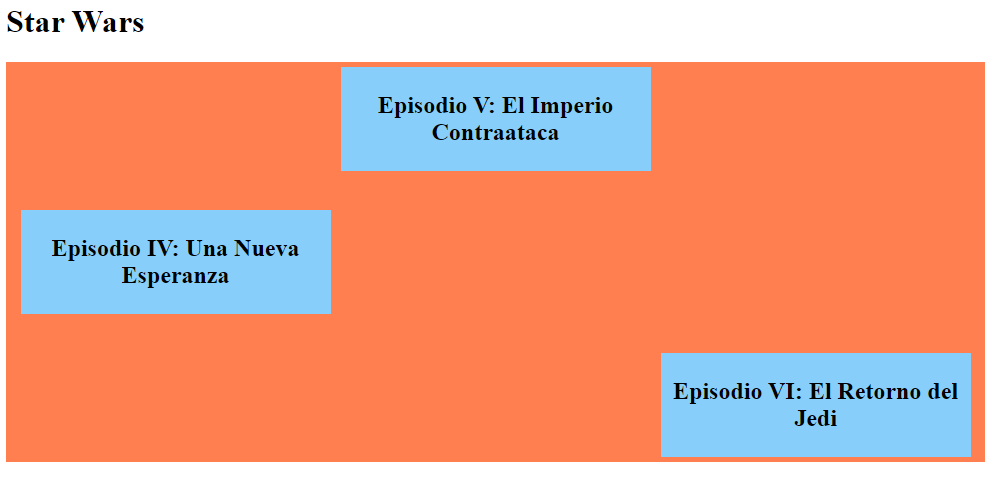 Star Wars
Episodio V: El Imperio
Contraataca
Episodio IV: Una Nueva
Esperanza
Episodio VI: El Retorno del
Jedi